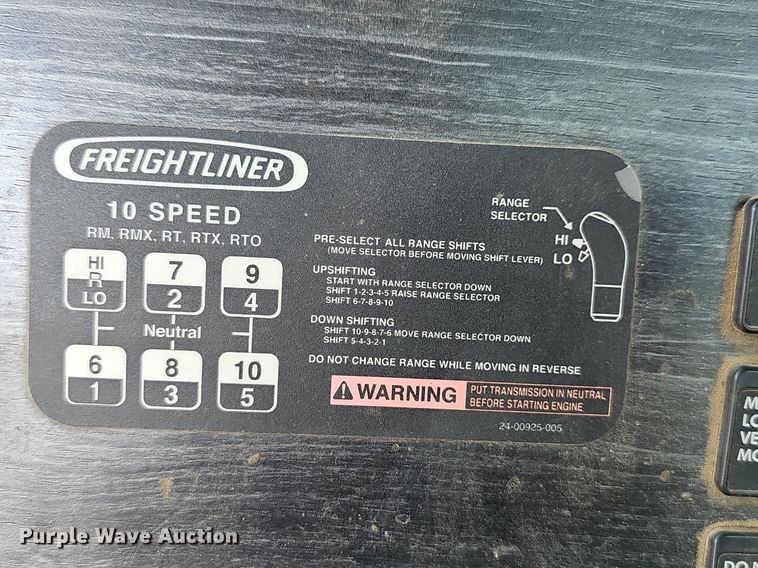 FREIGHTLINER
10 SPEED
RM, RMX, RT, RTX, RTO
HI
R
LO
7
2
9
4
Neutral
6
1
8
3
10
5
PRE-SELECT ALL RANGE SHIFTS
(MOVE SELECTOR BEFORE MOVING SHIFT LEVER)
UPSHIFTING
START WITH RANGE SELECTOR DOWN
SHIFT 1-2-3-4-5 RAISE RANGE SELECTOR
SHIFT 6-7-8-9-10
DOWN SHIFTING
SHIFT 10-9-8-7-6 MOVE RANGE SELECTOR DOWN
SHIFT 5-4-3-2-1
DO NOT CHANGE RANGE WHILE MOVING IN REVERSE
WARNING
PUT TRANSMISSION IN NEUTRAL
BEFORE STARTING ENGINE
24-00925-005
RANGE
SELECTOR
HI
LO
M
LO
VE
MO
DO N
Purple Wave Auction